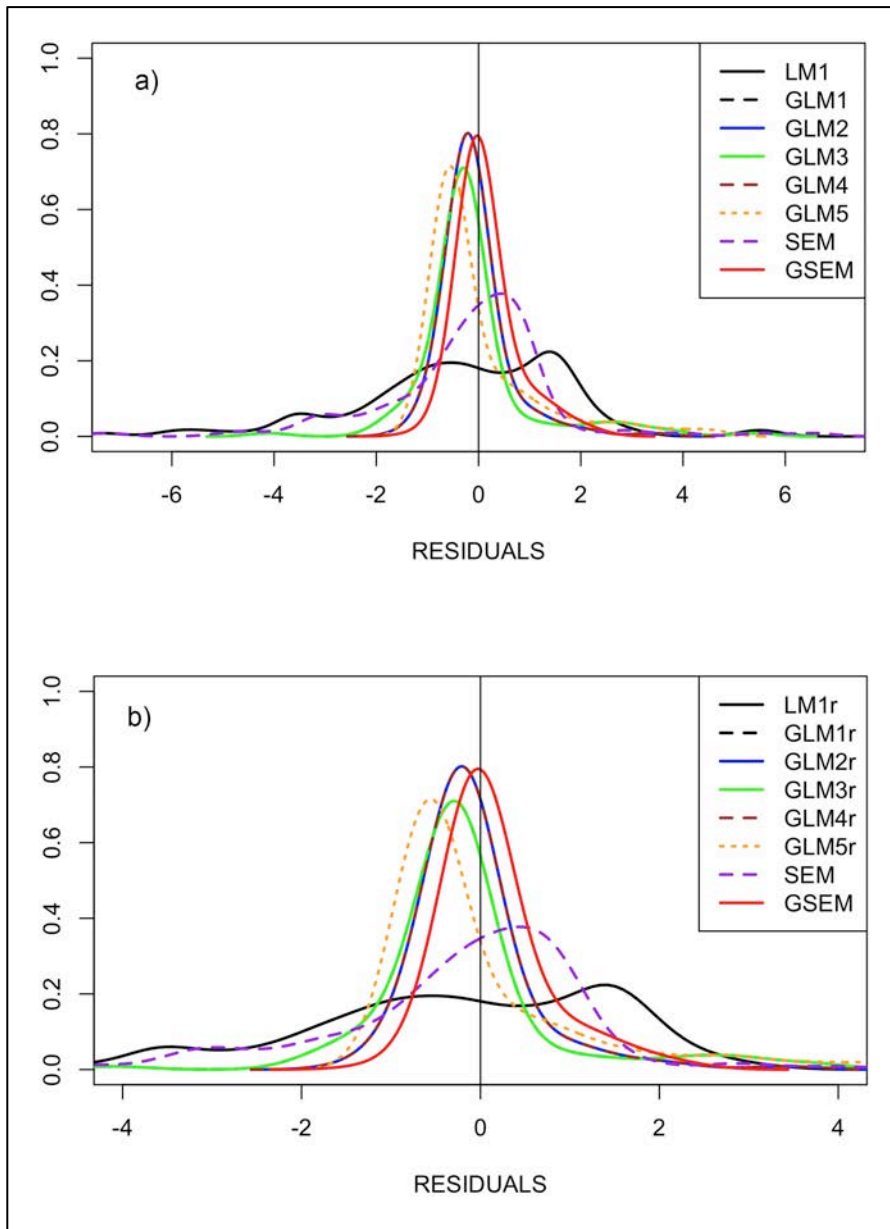 a)
1.0
0.8
0.6
0.4
0.2
0.0
LM1
GLM1
GLM2
GLM3
GLM4
GLM5
SEM
GSEM
-6 -4 -2 0 2 4 6
RESIDUALS
b)
1.0
0.8
0.6
0.4
0.2
0.0
LM1r
GLM1r
GLM2r
GLM3r
GLM4r
GLM5r
SEM
GSEM
-4 -2 0 2 4
RESIDUALS